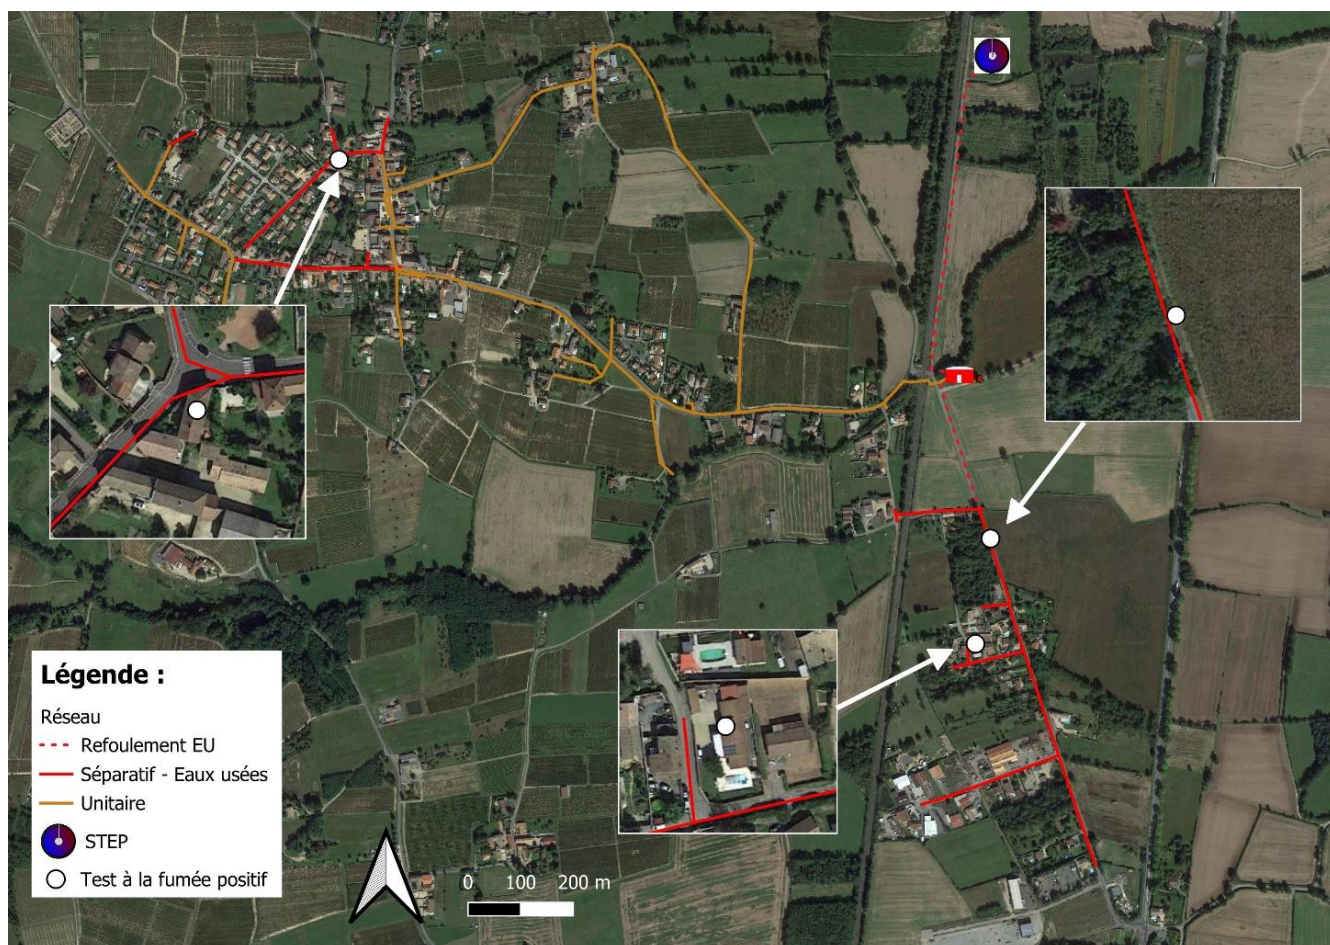 Légende :
Réseau
Refoulement EU
Séparatif - Eaux usées
Unitaire
STEP
Test à la fumée positif
0 100 200 m